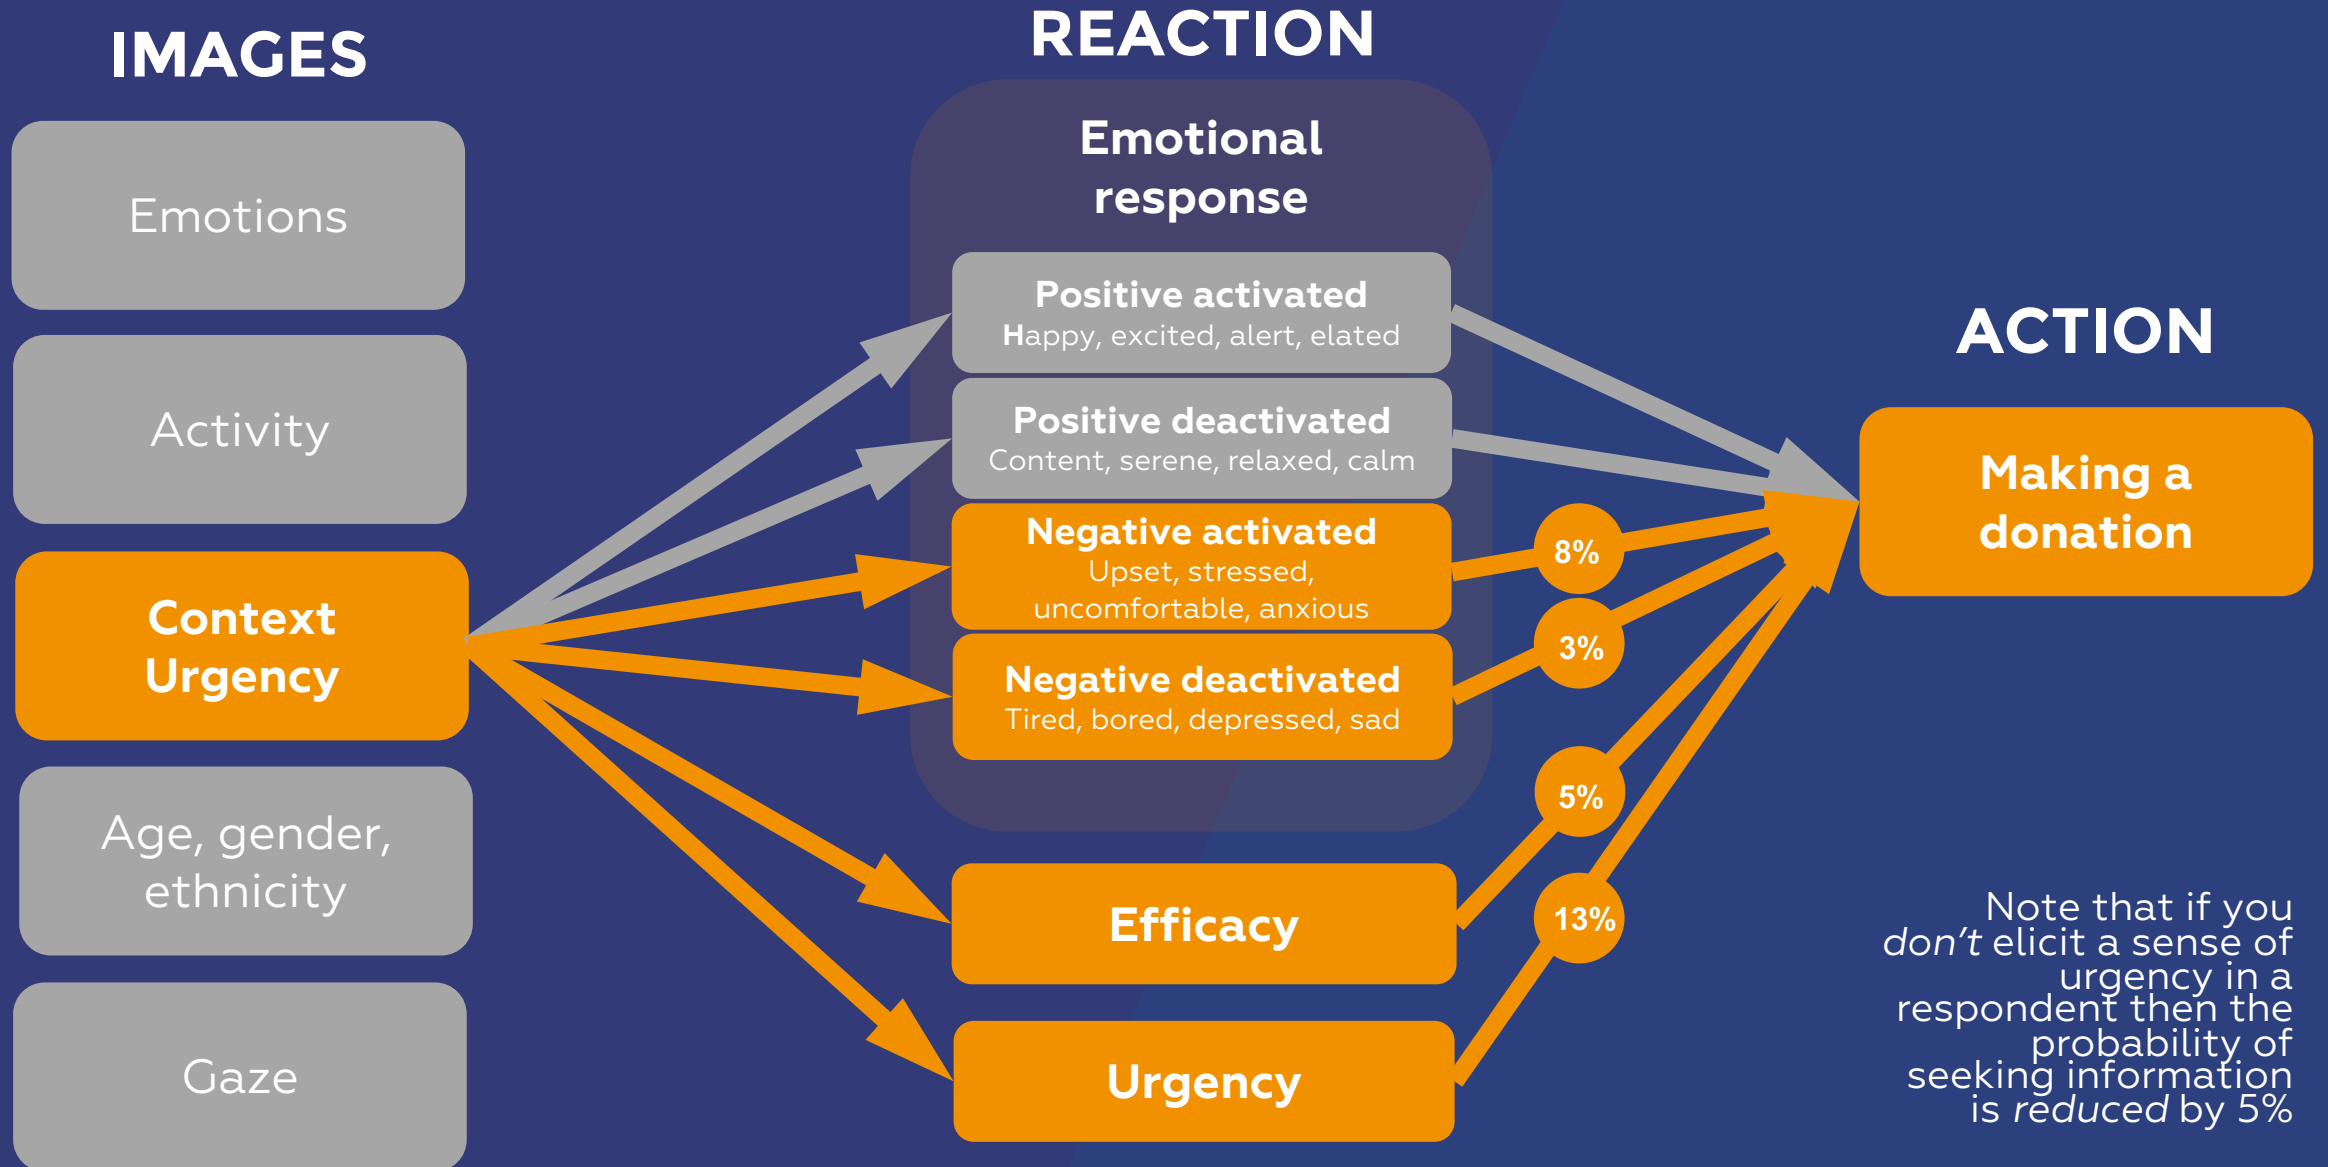 IMAGES
Emotions
Activity
Context
Urgency
Age, gender,
ethnicity
Gaze
REACTION
Emotional
response
Positive activated
Happy, excited, alert, elated
Positive deactivated
Content, serene, relaxed, calm
Negative activated
Upset, stressed,
uncomfortable, anxious
Negative deactivated
Tired, bored, depressed, sad
Efficacy
Urgency
8%
3%
5%
13%
ACTION
Making a
donation
Note that if you
don't elicit a sense of
urgency in a
respondent then the
probability of
seeking information
is reduced by 5%